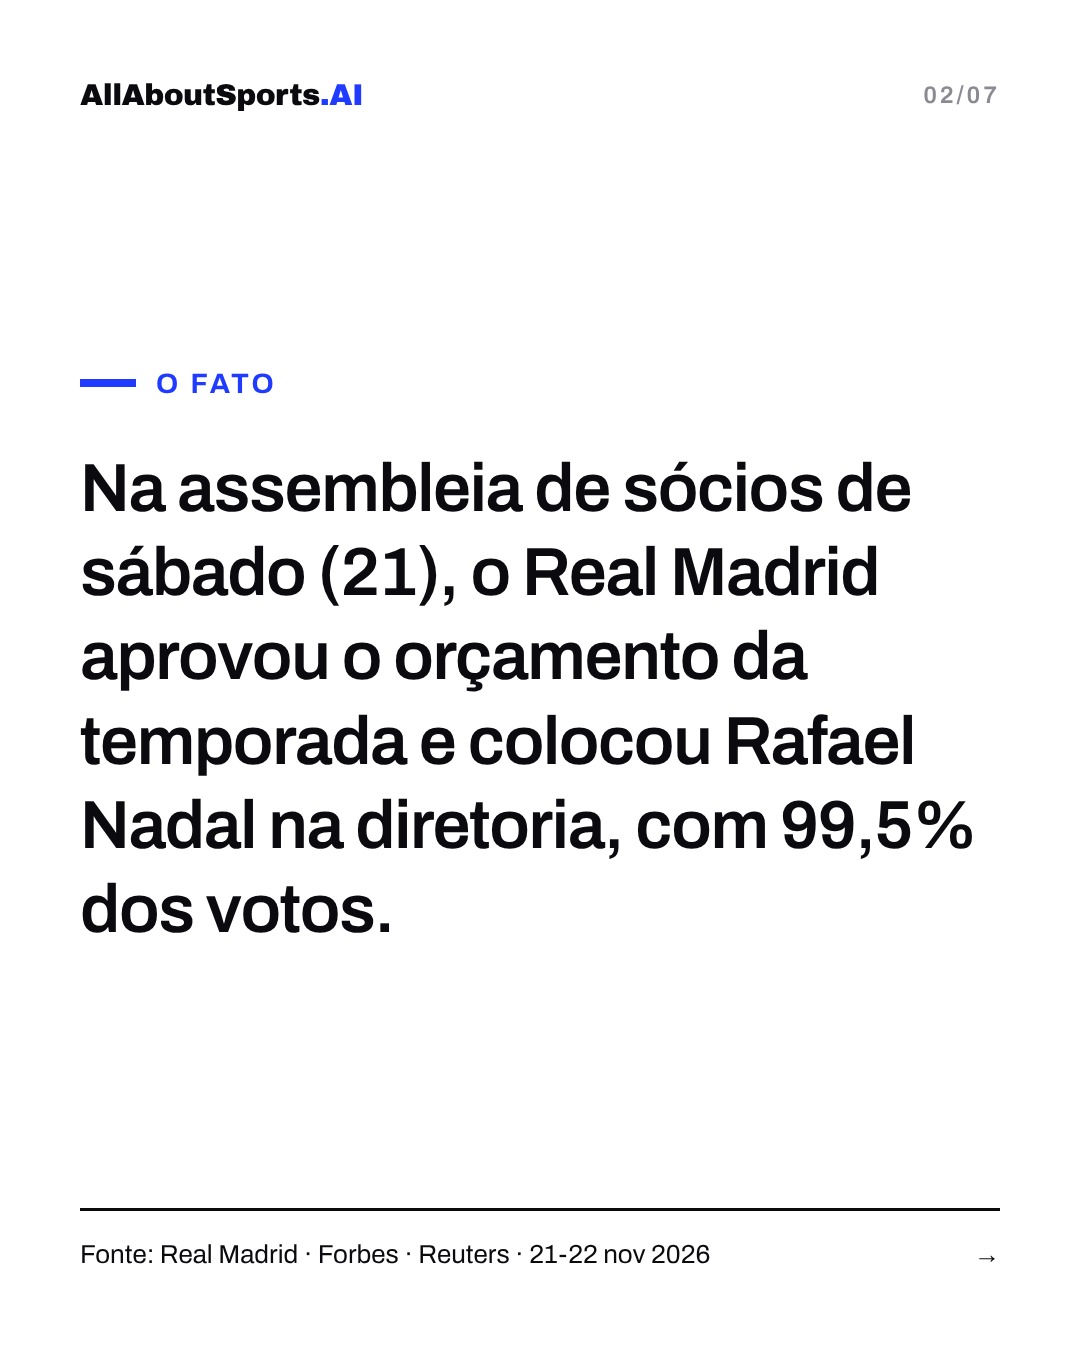 AllAboutSports.AI
02/07
O FATO
Na assembleia de sócios de
sábado (21), o Real Madrid
aprovou o orçamento da
temporada e colocou Rafael
Nadal na diretoria, com 99,5%
dos votos.
Fonte: Real Madrid · Forbes · Reuters · 21-22 nov 2026
→